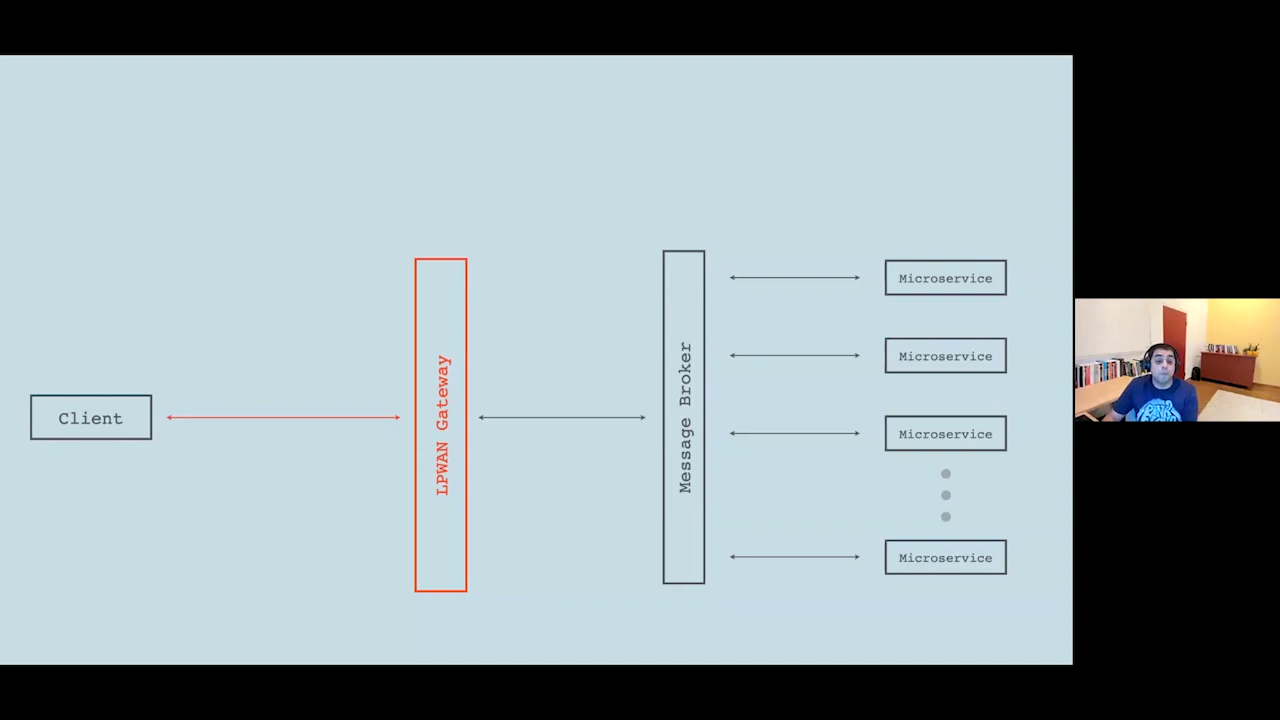 Client
LPWAN Gateway
Message Broker
Microservice
Microservice
Microservice
Microservice